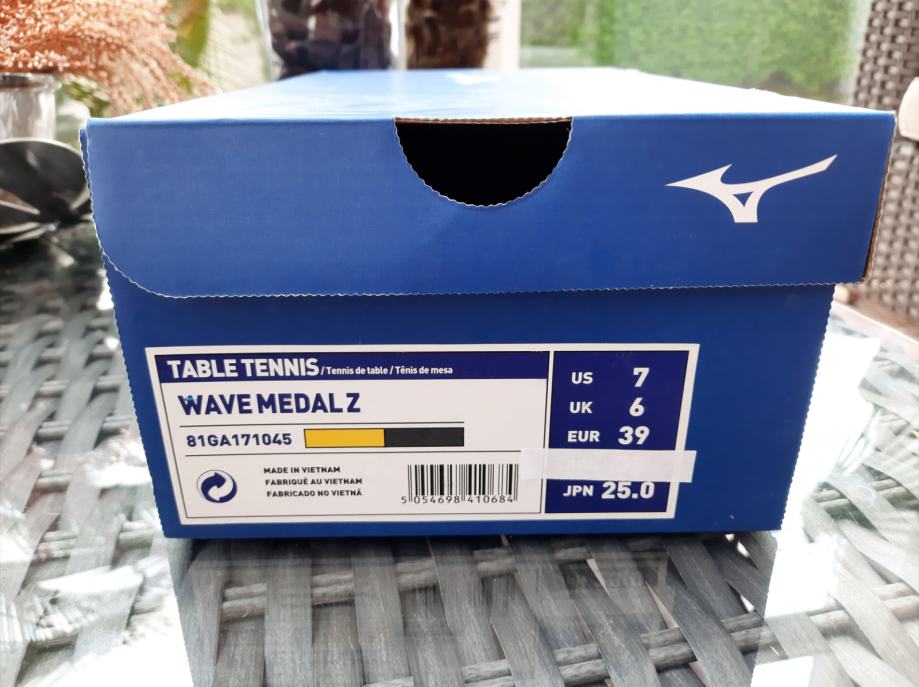 TABLE TENNIS / Tennis de table / Tênis de mesa
WAVE MEDAL Z
81GA171045
MADE IN VIETNAM
FABRIQUÉ AU VIETNAM
FABRICADO NO VIETNÃ
5 054698 410684
US 7
UK 6
EUR 39
JPN 25.0